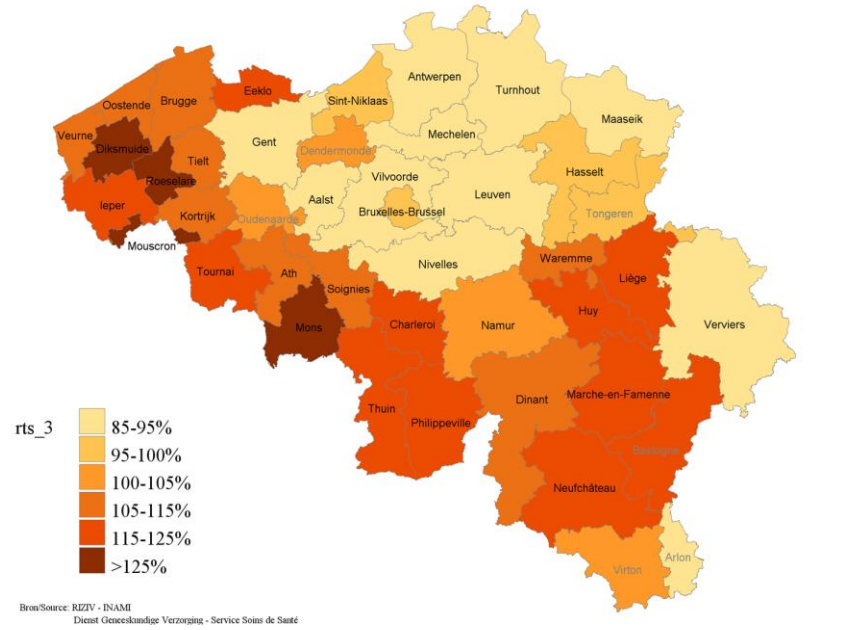 Antwerpen
Turnhout
Eeklo
Sint-Niklaas
Brugge
Oostende
Maaseik
Veurne
Mechelen
Gent
Dendermonde
Diksmuide
Tielt
Hasselt
Vilvoorde
Roeselare
Leuven
Aalst
Ieper
Bruxelles-Brussel
Kortrijk
Oudenaarde
Tongeren
Mouscron
Waremme
Nivelles
Tournai
Ath
Liège
Soignies
Huy
Charleroi
Namur
Mons
Verviers
Marche-en-Famenne
Dinant
Thuin
Philippeville
Bastogne
Neufchâteau
Arlon
Virton
rts_3
85-95%
95-100%
100-105%
105-115%
115-125%
>125%
Bron/Source: RIZIV - INAMI
Dienst Geneeskundige Verzorging - Service Soins de Santé